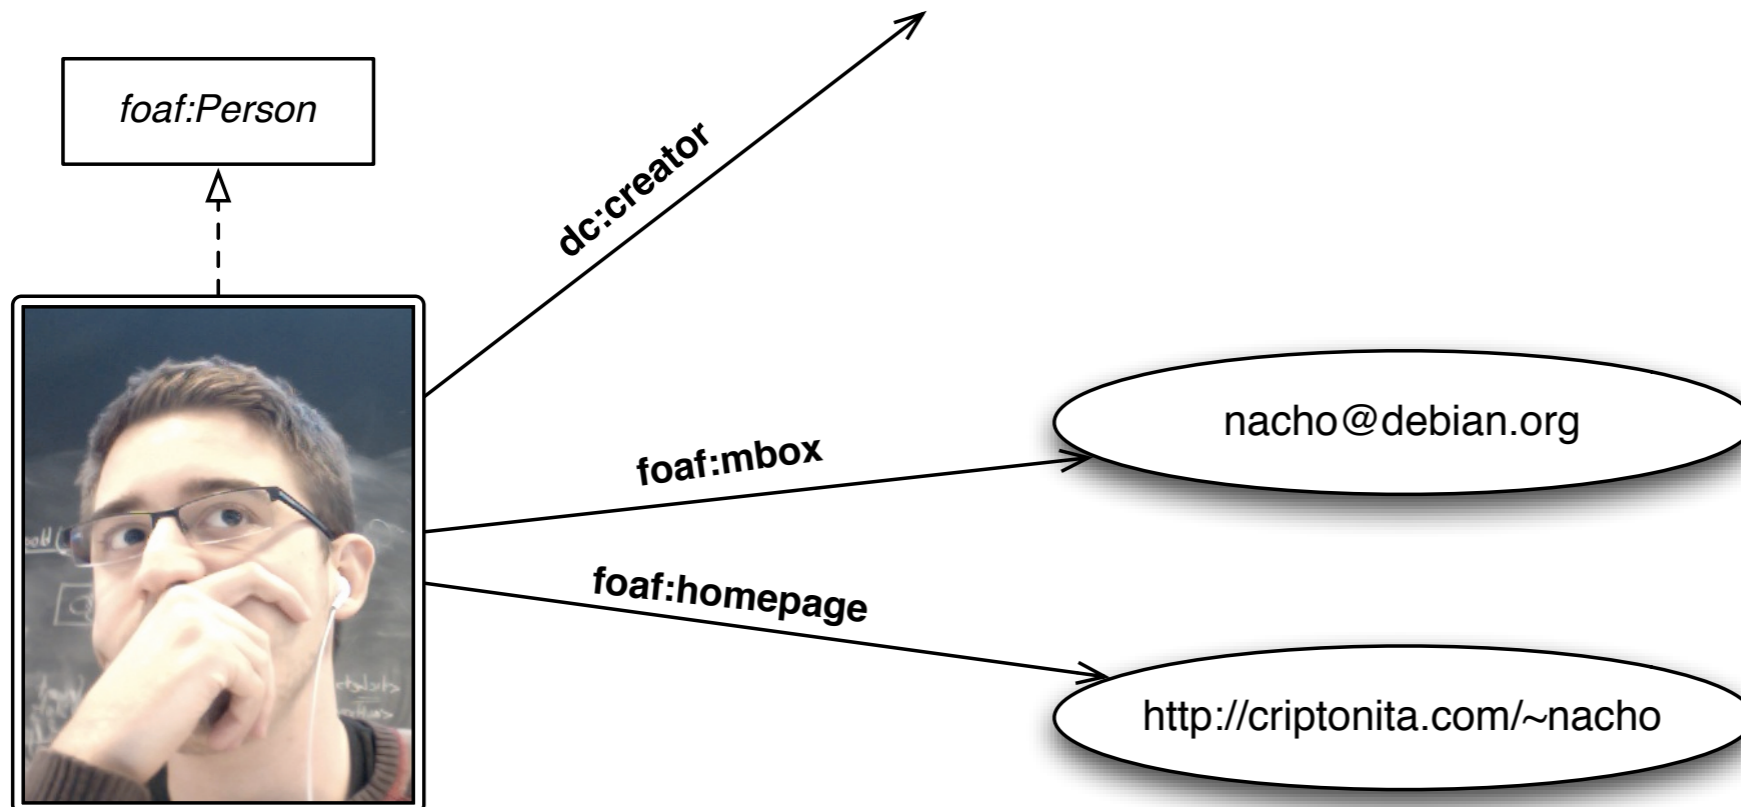 foaf:Person
dc:creator
foaf:mbox
nacho@debian.org
foaf:homepage
http://criptonita.com/~nacho